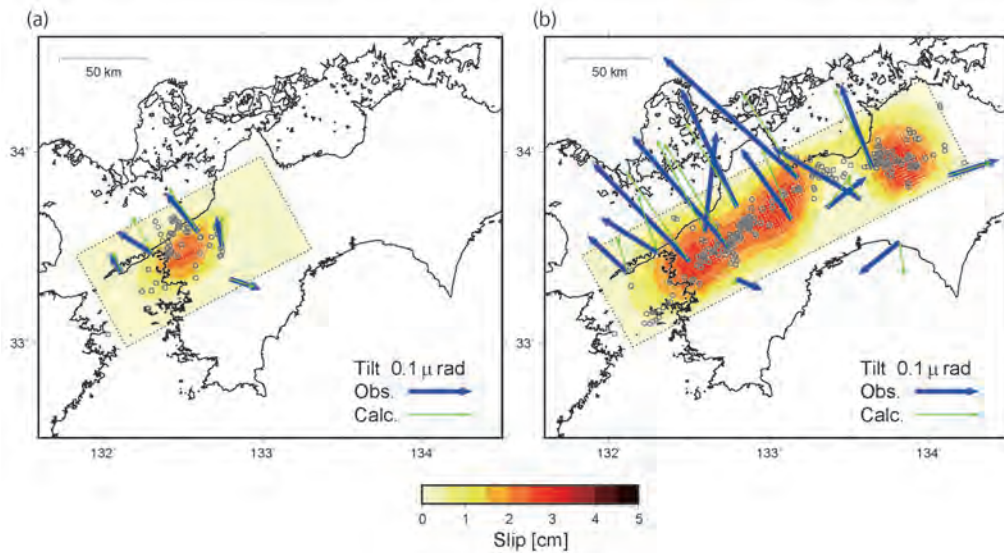 (a)
(b)
50 km
50 km
34°
34°
33°
33°
Tilt 0.1 μ rad
Obs.
Calc.
Tilt 0.1 μ rad
Obs.
Calc.
132 133 134
132 133 134
0 1 2 3 4 5
Slip [cm]